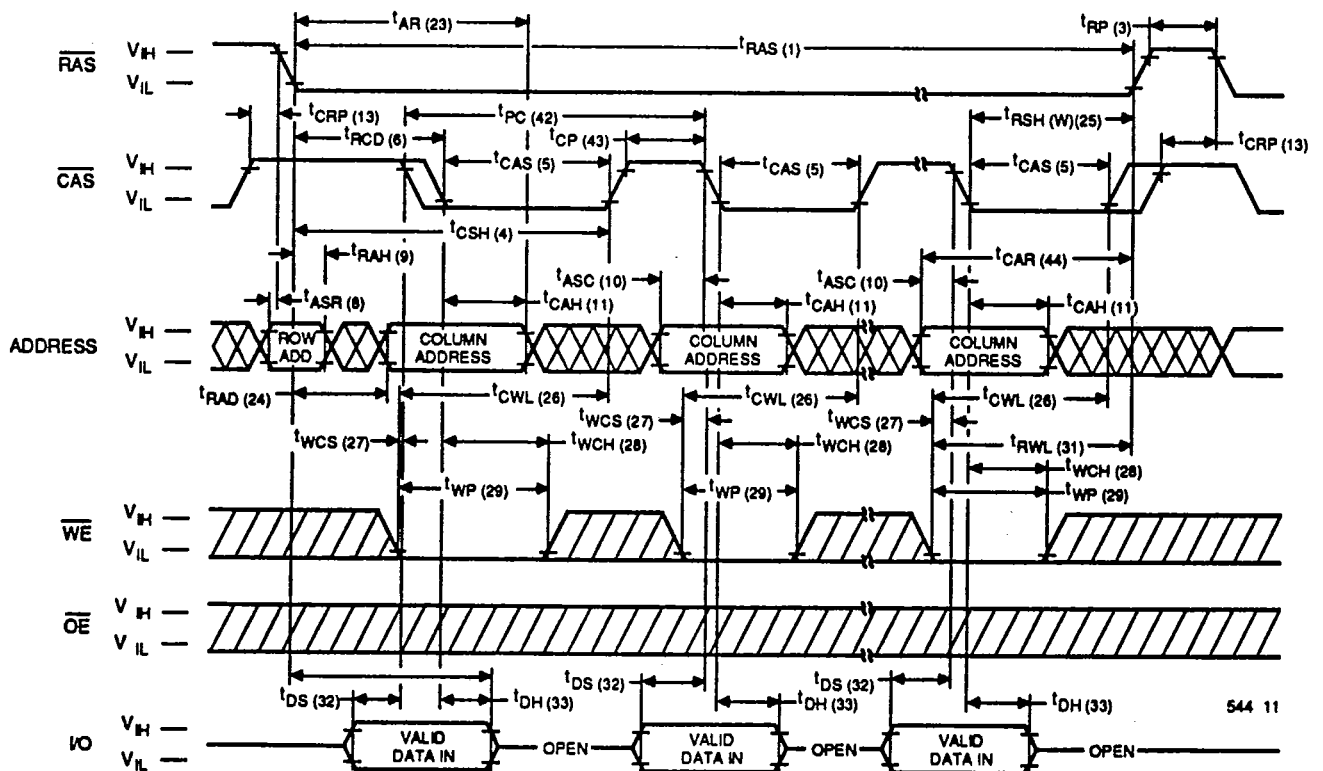 tAR (23)
tRP (3)
RAS
VIH
tRAS (1)
VIL
tCRP (13)
tPC (42)
tRSH (W)(25)
tRCD (6)
tCP (43)
tCRP (13)
VIH
tCAS (5)
tCAS (5)
tCAS (5)
CAS
VIL
tCSH (4)
tRAH (9)
tCAR (44)
tASC (10)
tASC (10)
tASR (8)
tCAH (11)
tCAH (11)
tCAH (11)
ADDRESS
VIH
VIL
ROW ADD
COLUMN ADDRESS
COLUMN ADDRESS
COLUMN ADDRESS
tRAD (24)
tCWL (26)
tCWL (26)
tCWL (26)
tWCS (27)
tWCS (27)
tWCS (27)
tWCH (28)
tWCH (28)
tRWL (31)
tWCH (28)
tWP (29)
tWP (29)
tWP (29)
WE
VIH
VIL
OE
V IH
V IL
tDS (32)
tDS (32)
tDS (32)
tDH (33)
tDH (33)
tDH (33)
544 11
I/O
VIH
VIL
VALID DATA IN
OPEN
VALID DATA IN
OPEN
VALID DATA IN
OPEN